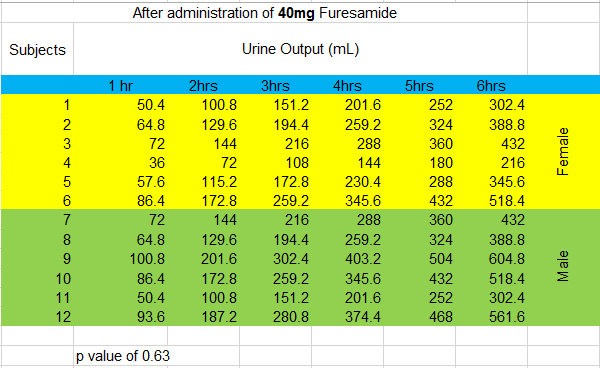 After administration of 40mg Furesamide
Subjects Urine Output (mL)
1 hr 2hrs 3hrs 4hrs 5hrs 6hrs
1 50.4 100.8 151.2 201.6 252 302.4
2 64.8 129.6 194.4 259.2 324 388.8
3 72 144 216 288 360 432
4 36 72 108 144 180 216
5 57.6 115.2 172.8 230.4 288 345.6
6 86.4 172.8 259.2 345.6 432 518.4
Female
7 72 144 216 288 360 432
8 64.8 129.6 194.4 259.2 324 388.8
9 100.8 201.6 302.4 403.2 504 604.8
10 86.4 172.8 259.2 345.6 432 518.4
11 50.4 100.8 151.2 201.6 252 302.4
12 93.6 187.2 280.8 374.4 468 561.6
Male
p value of 0.63